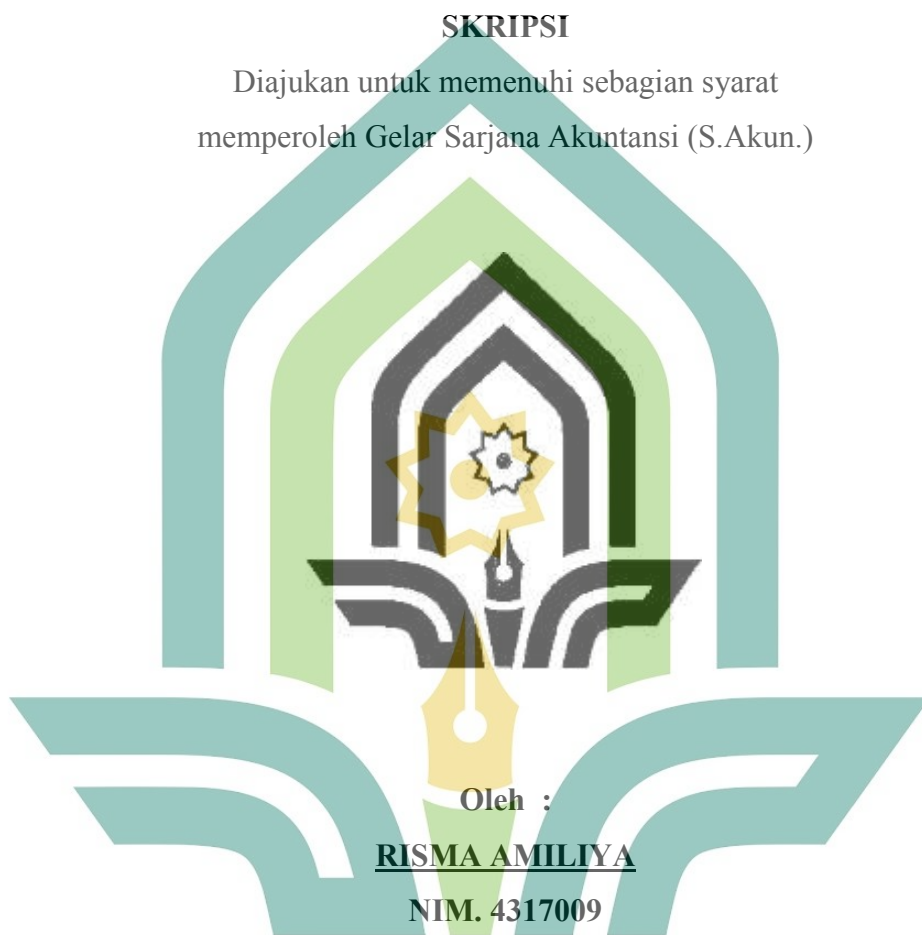 SKRIPSI
Diajukan untuk memenuhi sebagian syarat
memperoleh Gelar Sarjana Akuntansi (S.Akun.)
Oleh :
RISMA AMILIYA
NIM. 4317009